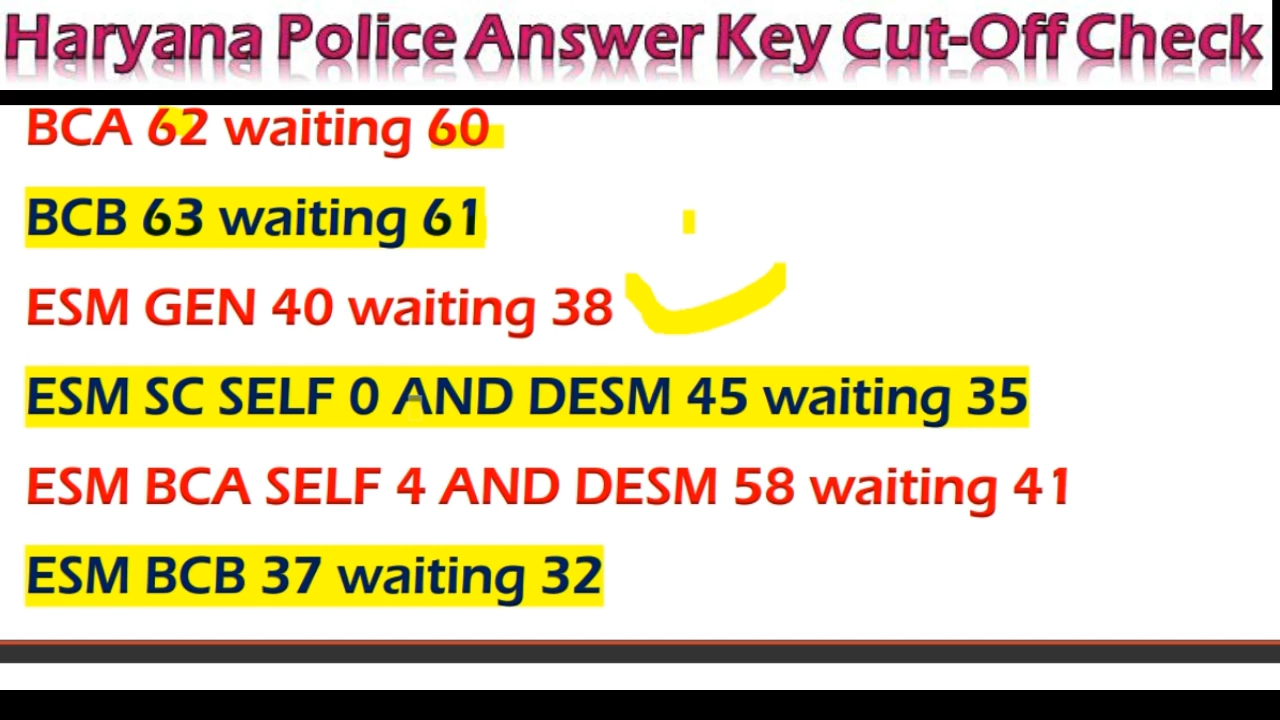 Haryana Police Answer Key Cut-Off Check
BCA 62 waiting 60
BCB 63 waiting 61
ESM GEN 40 waiting 38
ESM SC SELF 0 AND DESM 45 waiting 35
ESM BCA SELF 4 AND DESM 58 waiting 41
ESM BCB 37 waiting 32